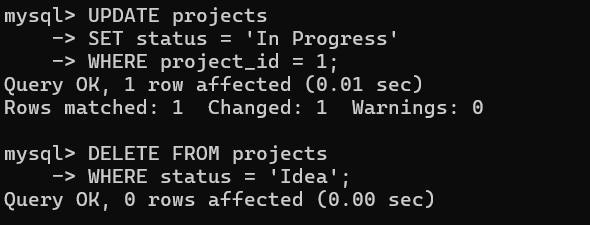 mysql> UPDATE projects
    -> SET status = 'In Progress'
    -> WHERE project_id = 1;
Query OK, 1 row affected (0.01 sec)
Rows matched: 1  Changed: 1  Warnings: 0

mysql> DELETE FROM projects
    -> WHERE status = 'Idea';
Query OK, 0 rows affected (0.00 sec)